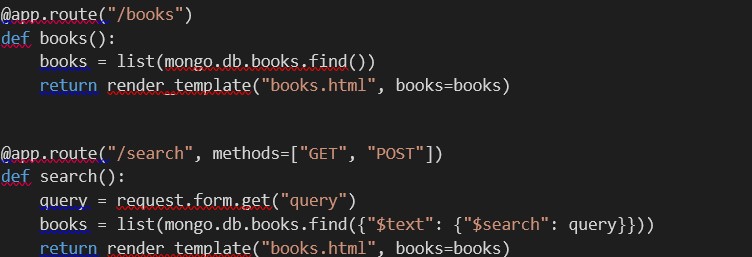 @app.route("/books")
def books():
    books = list(mongo.db.books.find())
    return render_template("books.html", books=books)
@app.route("/search", methods=["GET", "POST"])
def search():
    query = request.form.get("query")
    books = list(mongo.db.books.find({"$text": {"$search": query}}))
    return render_template("books.html", books=books)